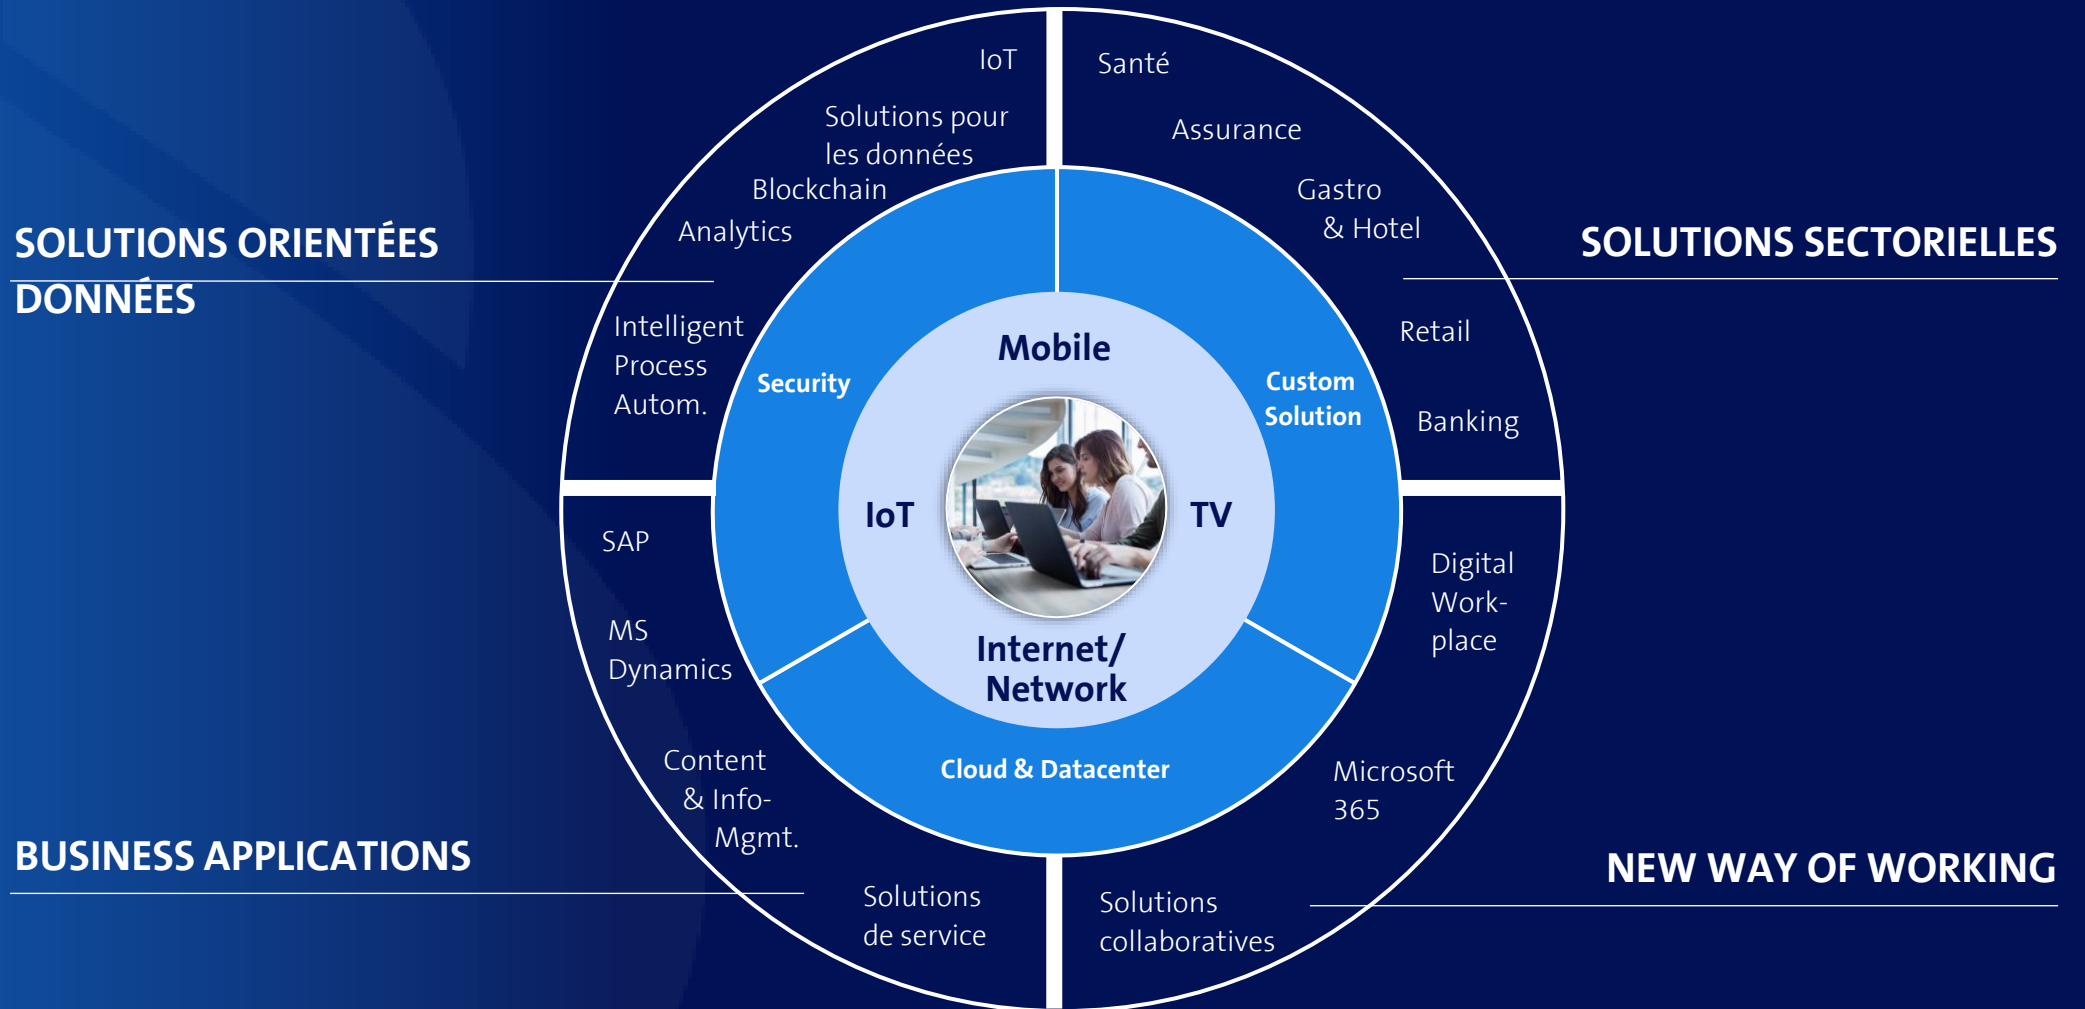 SOLUTIONS ORIENTÉES
DONNÉES
IoT
Solutions pour
les données
Blockchain
Analytics
Intelligent
Process
Autom.
Santé
Assurance
Gastro
& Hotel
Retail
Banking
SOLUTIONS SECTORIELLES
Security
Custom
Solution
Mobile
IoT
TV
Internet/
Network
Cloud & Datacenter
SAP
MS
Dynamics
Content
& Info-
Mgmt.
Solutions
de service
BUSINESS APPLICATIONS
Digital
Work-
place
Microsoft
365
Solutions
collaboratives
NEW WAY OF WORKING